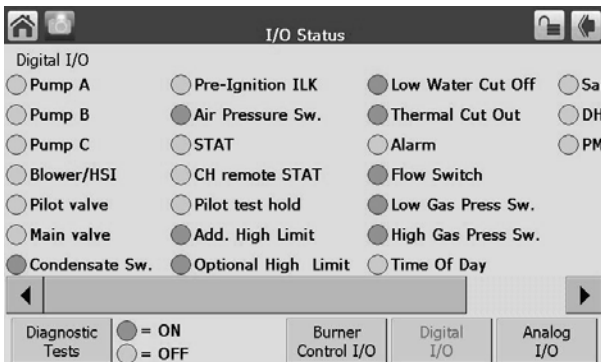 I/O Status
Digital I/O
Pump A
Pre-Ignition ILK
Low Water Cut Off
Sa
Pump B
Air Pressure Sw.
Thermal Cut Out
DH
Pump C
STAT
Alarm
PM
Blower/HSI
CH remote STAT
Flow Switch
Pilot valve
Pilot test hold
Low Gas Press Sw.
Main valve
Add. High Limit
High Gas Press Sw.
Condensate Sw.
Optional High Limit
Time Of Day
Diagnostic
Tests
= ON
= OFF
Burner
Control I/O
Digital
I/O
Analog
I/O